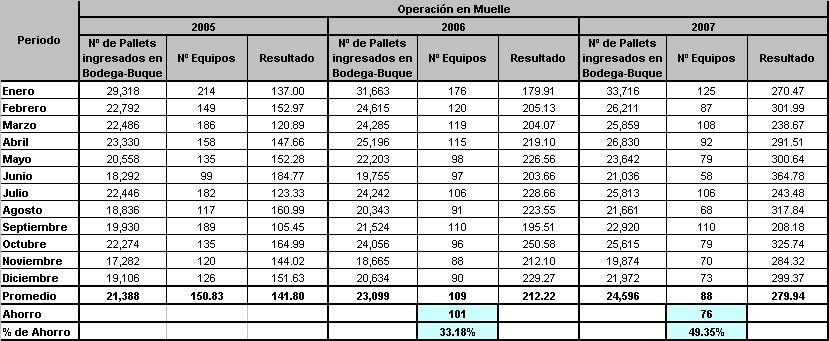 Operación en Muelle
Periodo 2005 2006 2007
Nº de Pallets ingresados en Bodega-Buque Nº Equipos Resultado Nº de Pallets ingresados en Bodega-Buque Nº Equipos Resultado Nº de Pallets ingresados en Bodega-Buque Nº Equipos Resultado
Enero 29,318 214 137.00 31,663 176 179.91 33,716 125 270.47
Febrero 22,792 149 152.97 24,615 120 205.13 26,211 87 301.99
Marzo 22,486 186 120.89 24,285 119 204.07 25,859 108 238.67
Abril 23,330 158 147.66 25,196 115 219.10 26,830 92 291.51
Mayo 20,558 135 152.28 22,203 98 226.56 23,642 79 300.64
Junio 18,292 99 184.77 19,755 97 203.66 21,036 58 364.78
Julio 22,446 182 123.33 24,242 106 228.66 25,813 106 243.48
Agosto 18,836 117 160.99 20,343 91 223.55 21,661 68 317.84
Septiembre 19,930 189 105.45 21,524 110 195.51 22,920 110 208.18
Octubre 22,274 135 164.99 24,056 96 250.58 25,615 79 325.74
Noviembre 17,282 120 144.02 18,665 88 212.10 19,874 70 284.32
Diciembre 19,106 126 151.63 20,634 90 229.27 21,972 73 299.37
Promedio 21,388 150.83 141.80 23,099 109 212.22 24,596 88 279.94
Ahorro 101 76
% de Ahorro 33.18% 49.35%